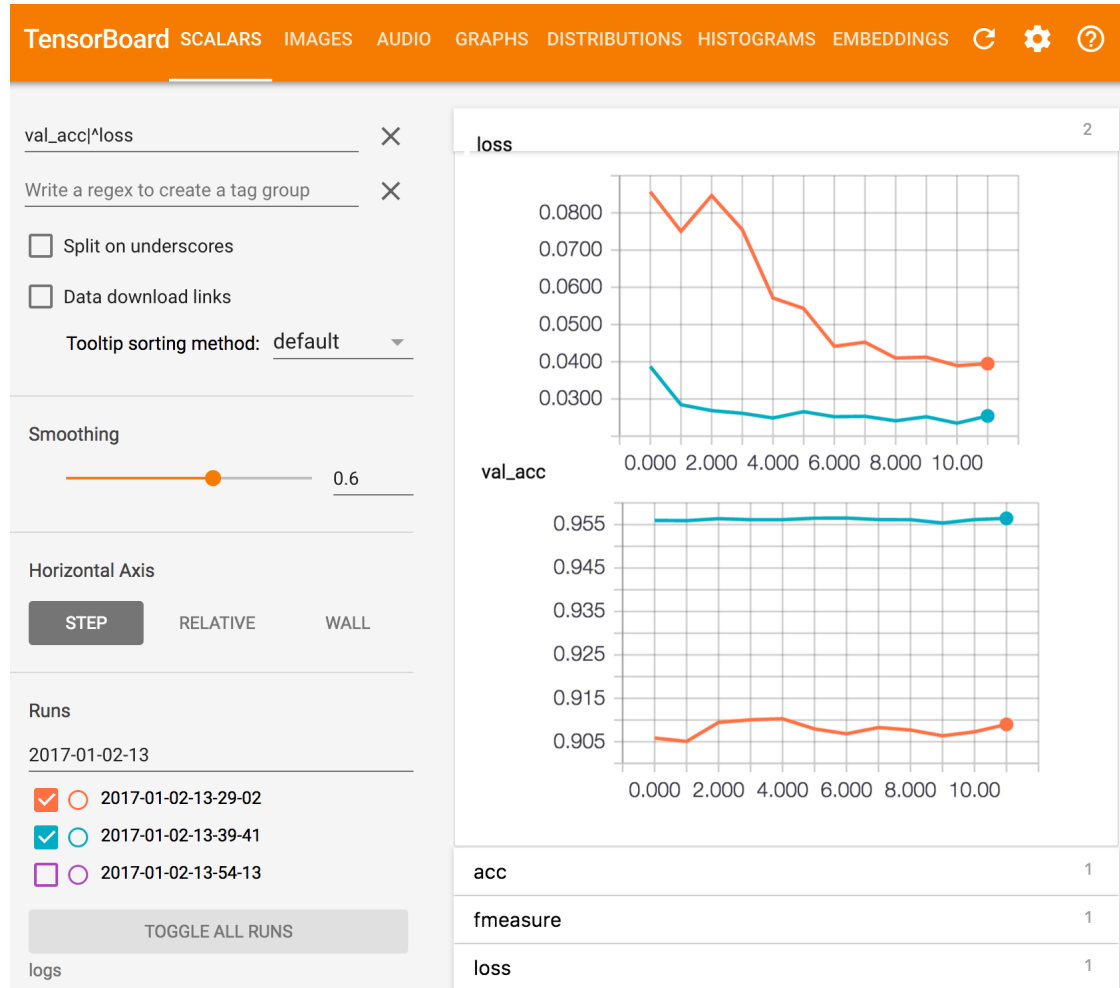 TensorBoard SCALARS IMAGES AUDIO GRAPHS DISTRIBUTIONS HISTOGRAMS EMBEDDINGS
val_acc|^loss
Write a regex to create a tag group
Split on underscores
Data download links
Tooltip sorting method: default
Smoothing
0.6
Horizontal Axis
STEP RELATIVE WALL
Runs
2017-01-02-13
2017-01-02-13-29-02
2017-01-02-13-39-41
2017-01-02-13-54-13
TOGGLE ALL RUNS
logs
2
loss
0.0800
0.0700
0.0600
0.0500
0.0400
0.0300
0.000 2.000 4.000 6.000 8.000 10.00
val_acc
0.955
0.945
0.935
0.925
0.915
0.905
0.000 2.000 4.000 6.000 8.000 10.00
acc 1
fmeasure 1
loss 1